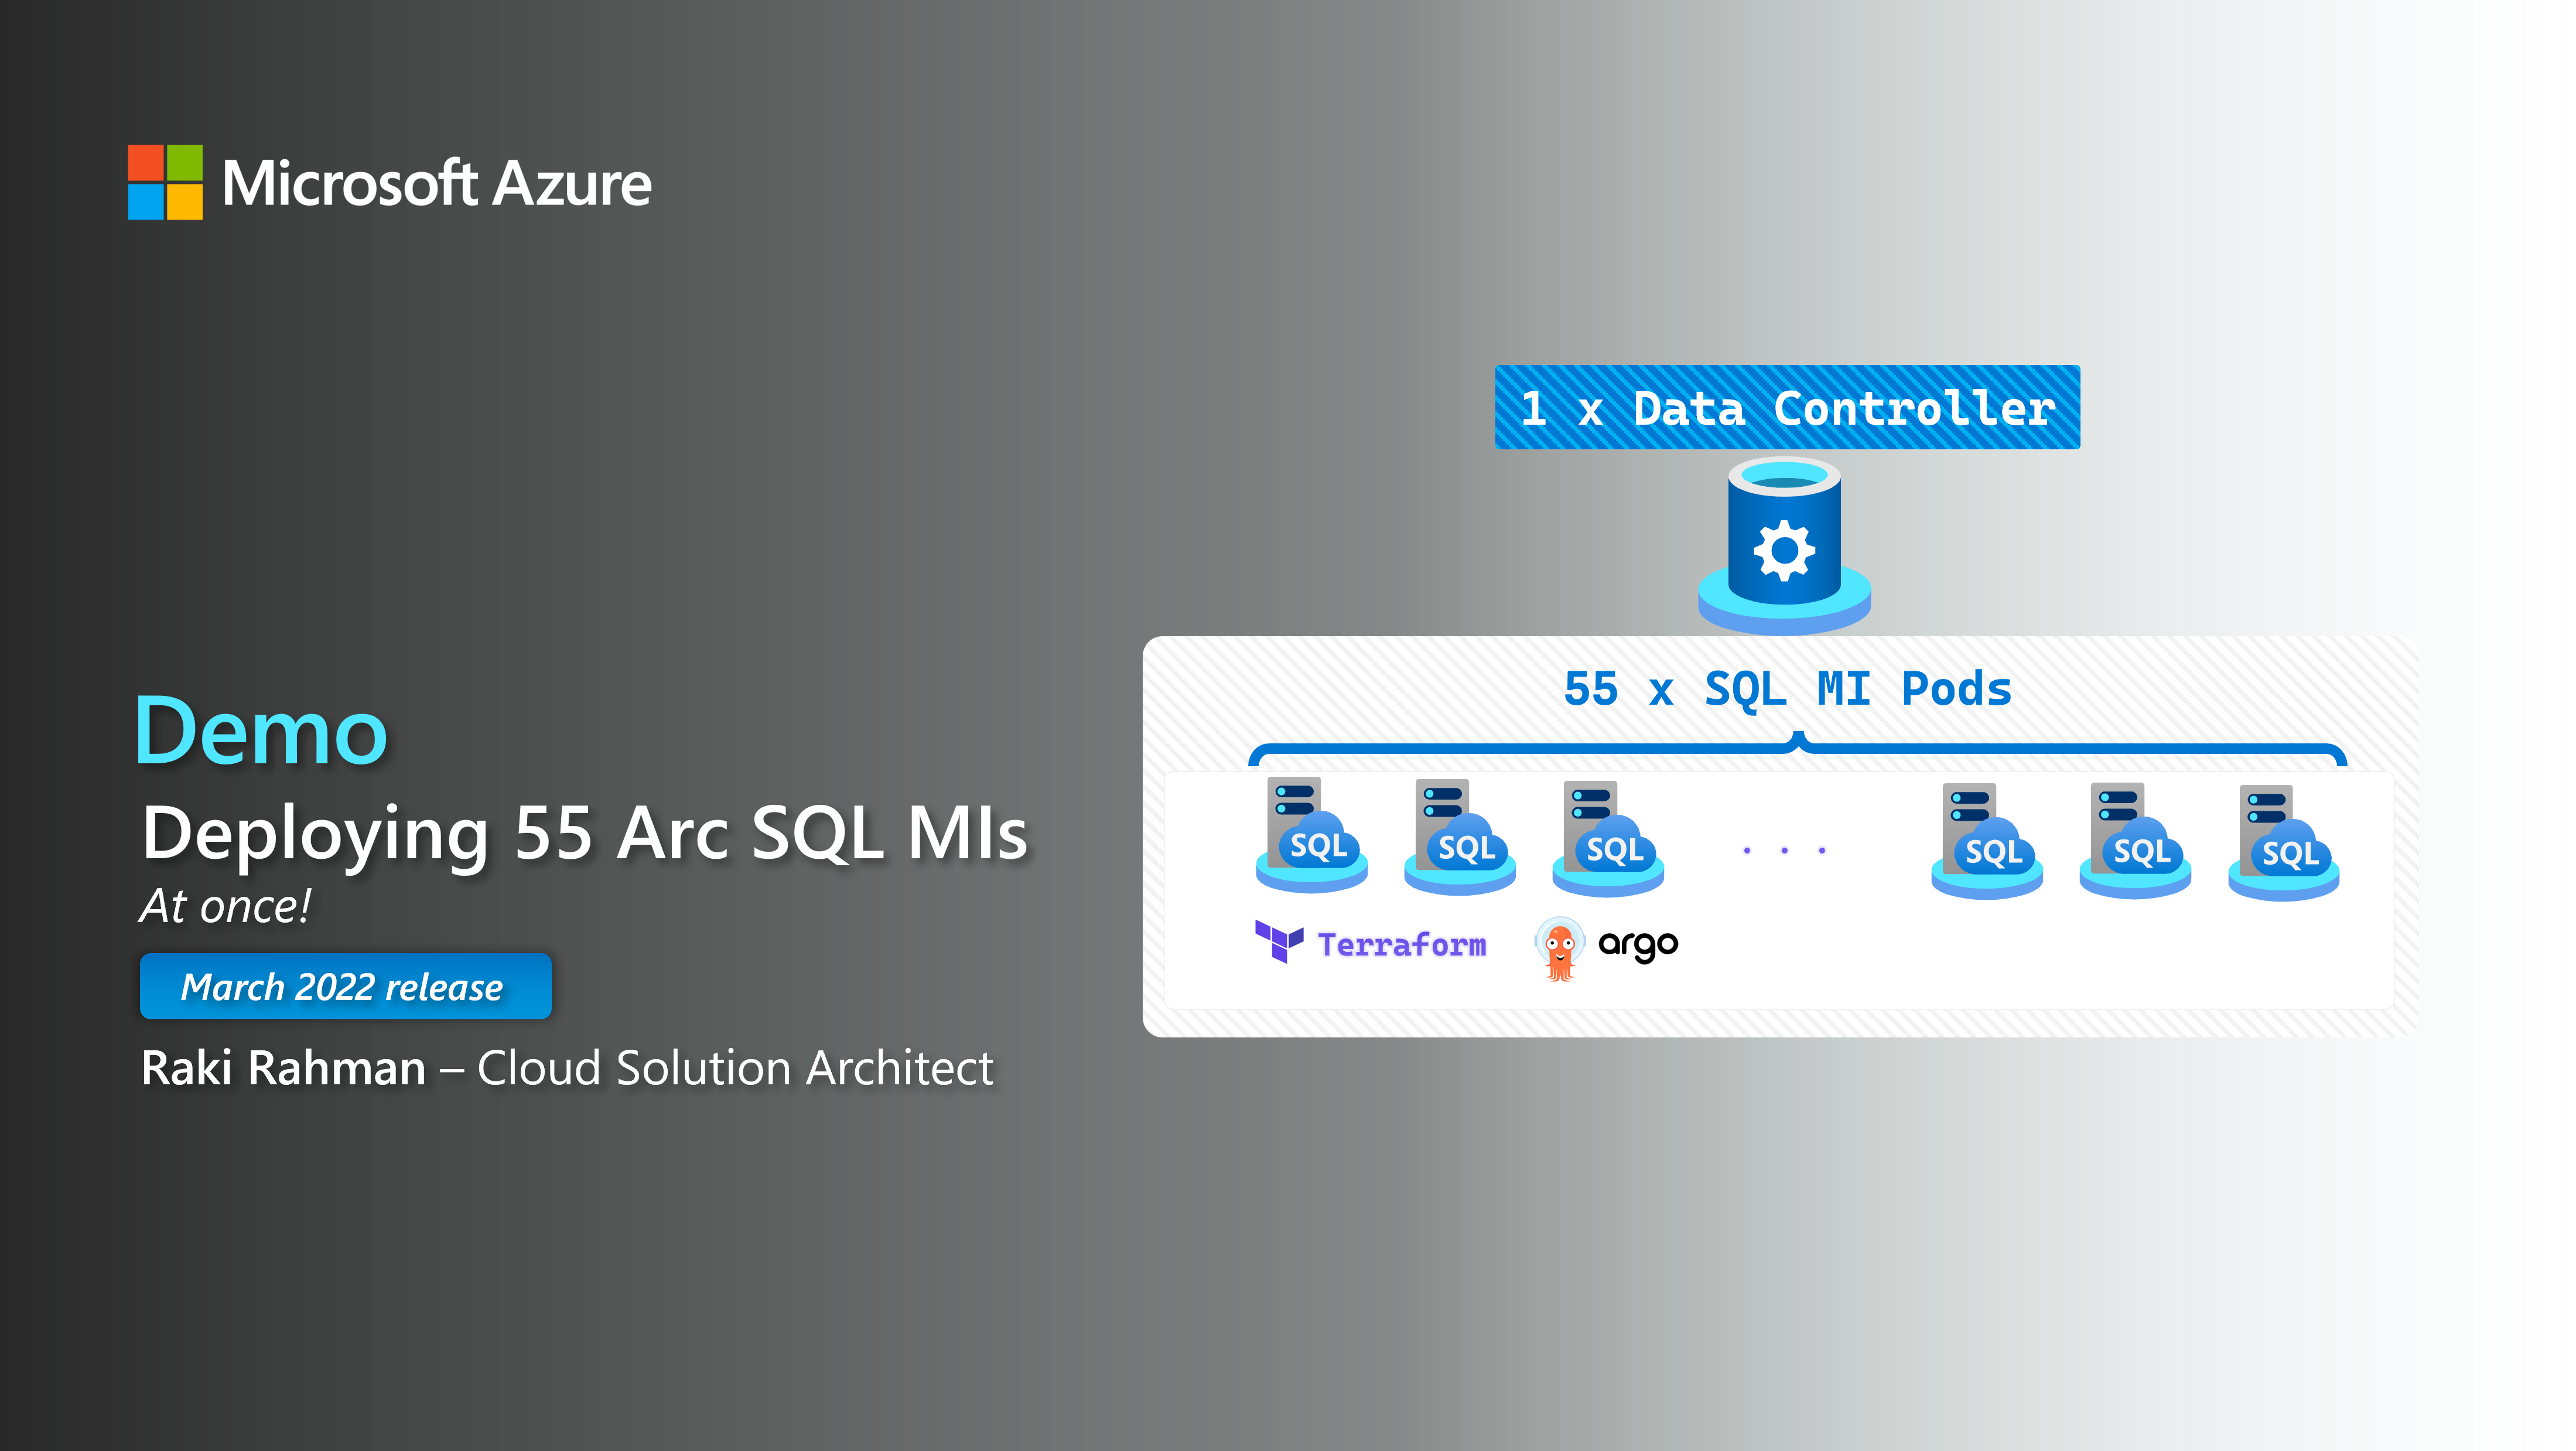 Microsoft Azure
Demo
Deploying 55 Arc SQL MIs
At once!
March 2022 release
Raki Rahman – Cloud Solution Architect
1 x Data Controller
55 x SQL MI Pods
SQL SQL SQL . . . SQL SQL SQL
Terraform argo